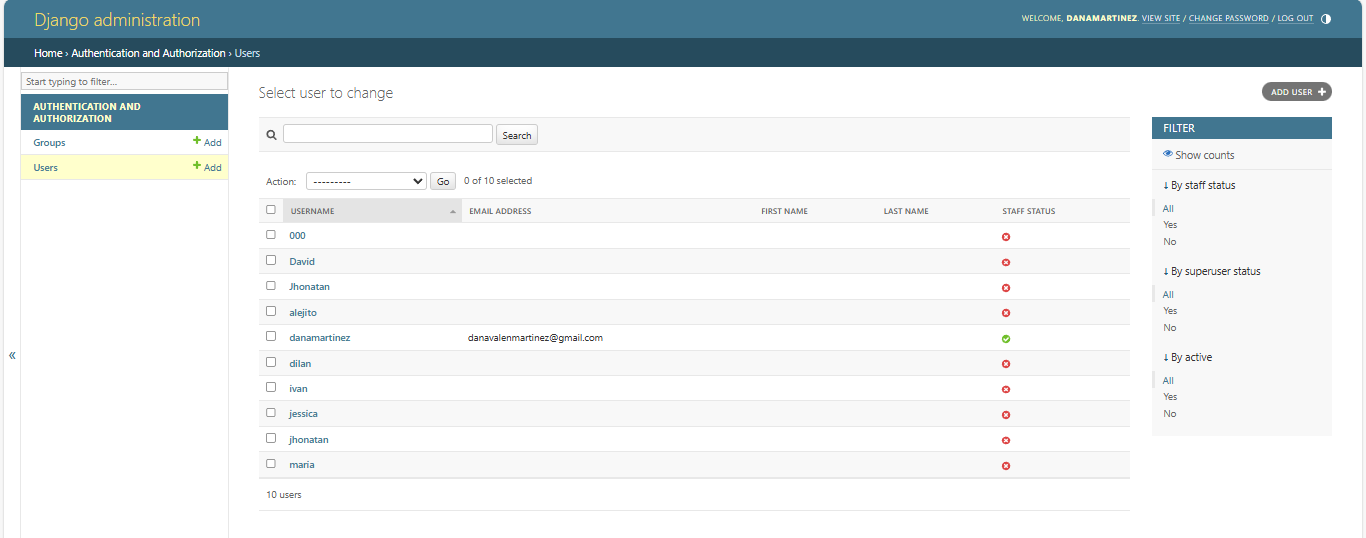 Django administration
WELCOME, DANAMARTINEZ. VIEW SITE / CHANGE PASSWORD / LOG OUT
Home › Authentication and Authorization › Users
Start typing to filter...
AUTHENTICATION AND
AUTHORIZATION
Groups + Add
Users + Add
«
Select user to change
ADD USER +
Search
Action: --------- Go 0 of 10 selected
USERNAME EMAIL ADDRESS FIRST NAME LAST NAME STAFF STATUS
000
David
Jhonatan
alejito
danamartinez danavalenmartinez@gmail.com
dilan
ivan
jessica
jhonatan
maria
10 users
FILTER
Show counts
↓ By staff status
All
Yes
No
↓ By superuser status
All
Yes
No
↓ By active
All
Yes
No